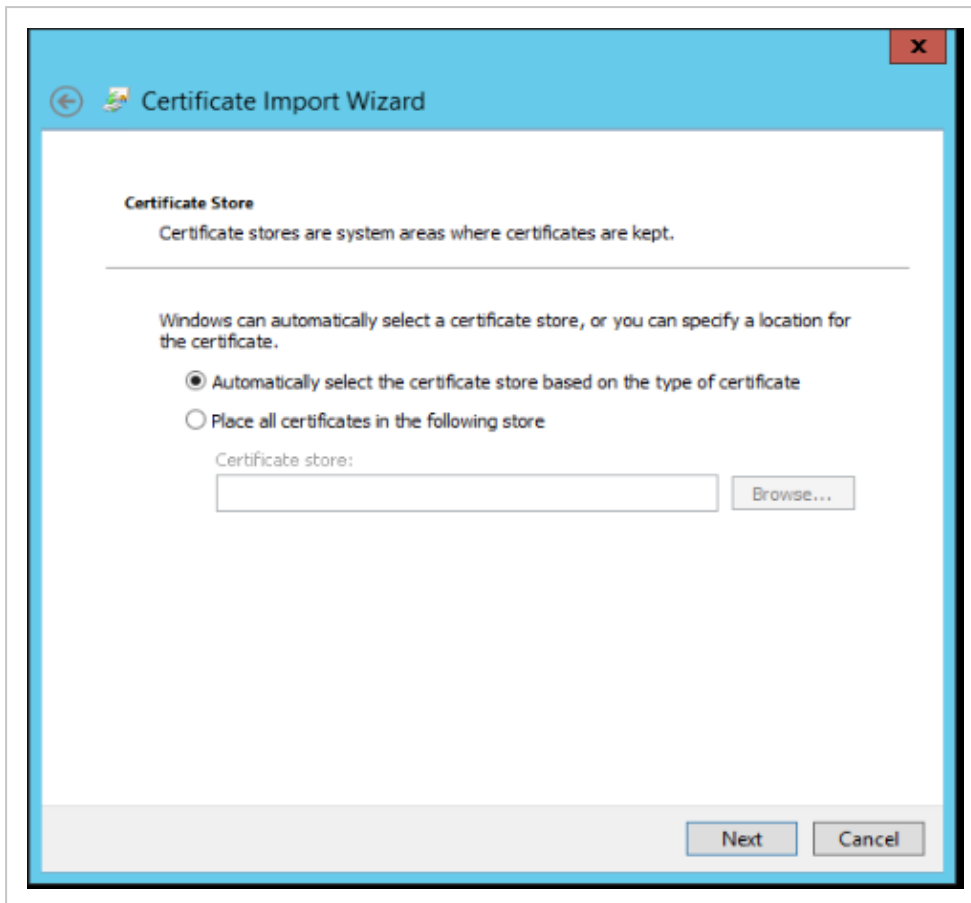 x
Certificate Import Wizard
Certificate Store
Certificate stores are system areas where certificates are kept.
Windows can automatically select a certificate store, or you can specify a location for
the certificate.
Automatically select the certificate store based on the type of certificate
Place all certificates in the following store
Certificate store:
Browse...
Next Cancel